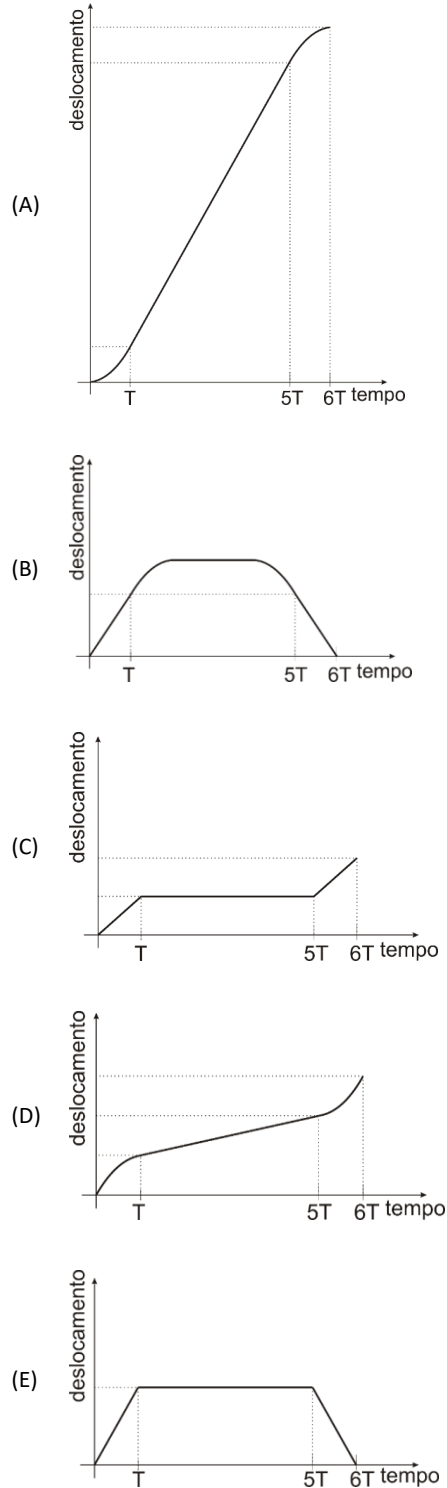 deslocamento
(A)
T
5T
6T tempo
deslocamento
(B)
T
5T
6T tempo
deslocamento
(C)
T
5T
6T tempo
deslocamento
(D)
T
5T
6T tempo
deslocamento
(E)
T
5T
6T tempo